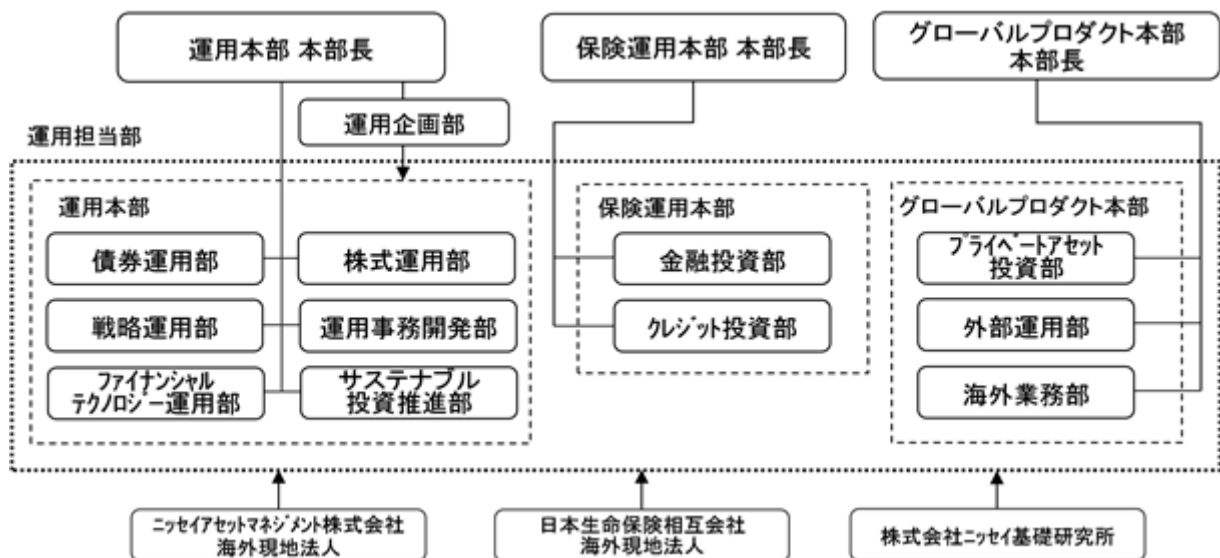 運用本部 本部長
保険運用本部 本部長
グローバルプロダクト本部
本部長
運用企画部
運用担当部
運用本部
債券運用部
株式運用部
戦略運用部
運用事務開発部
ファイナンシャル
テクノロジー運用部
サステナブル
投資推進部
保険運用本部
金融投資部
クレジット投資部
グローバルプロダクト本部
プライベートアセット
投資部
外部運用部
海外業務部
ニッセイアセットマネジメント株式会社
海外現地法人
日本生命保険相互会社
海外現地法人
株式会社ニッセイ基礎研究所